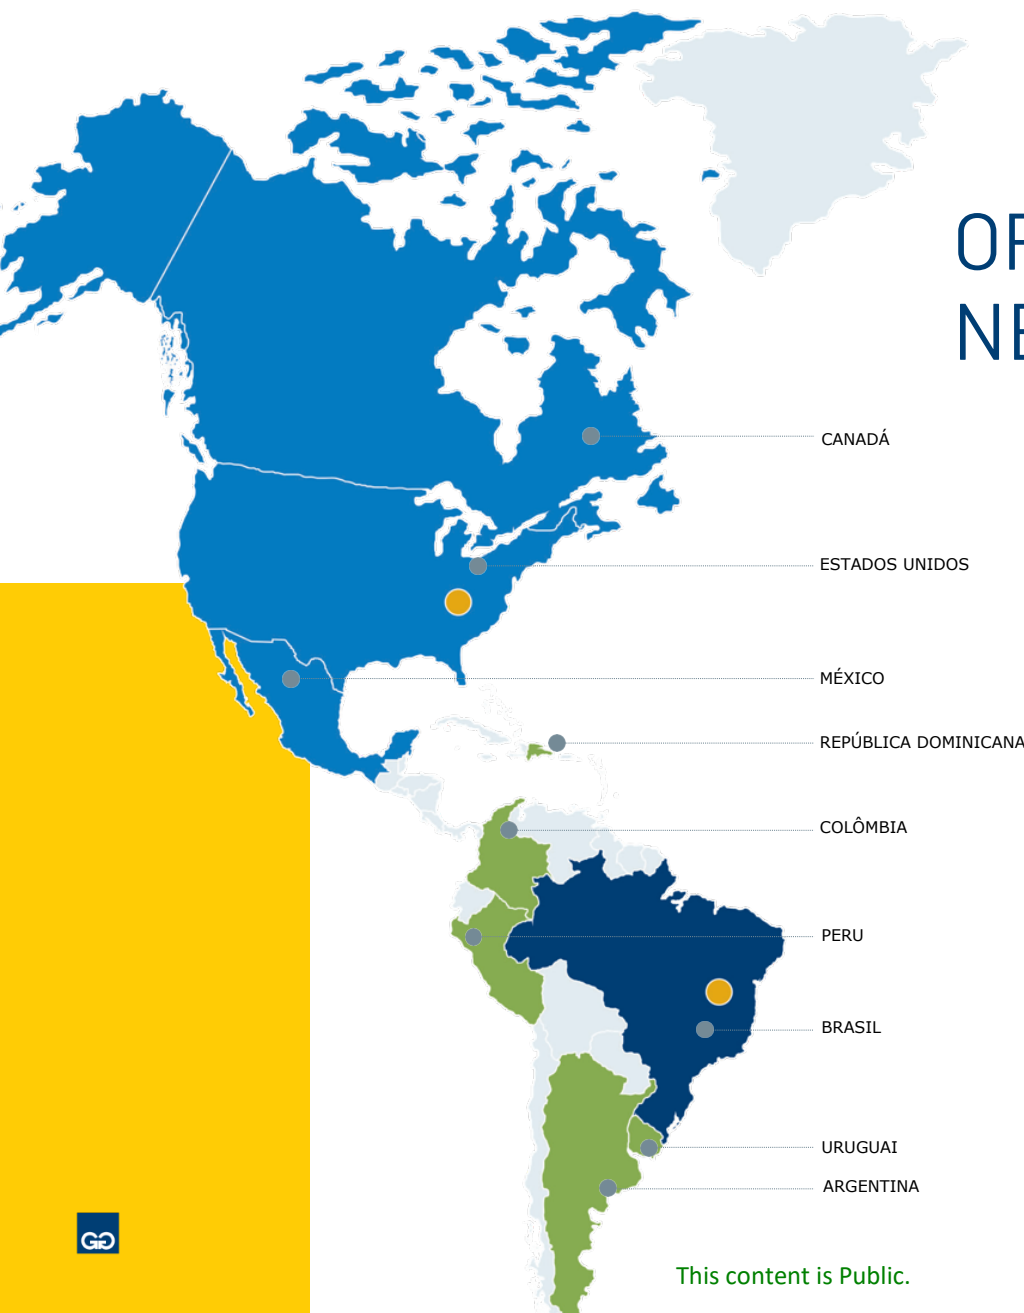 CANADÁ
ESTADOS UNIDOS
MÉXICO
REPÚBLICA DOMINICANA
COLÔMBIA
PERU
BRASIL
URUGUAI
ARGENTINA
This content is Public.